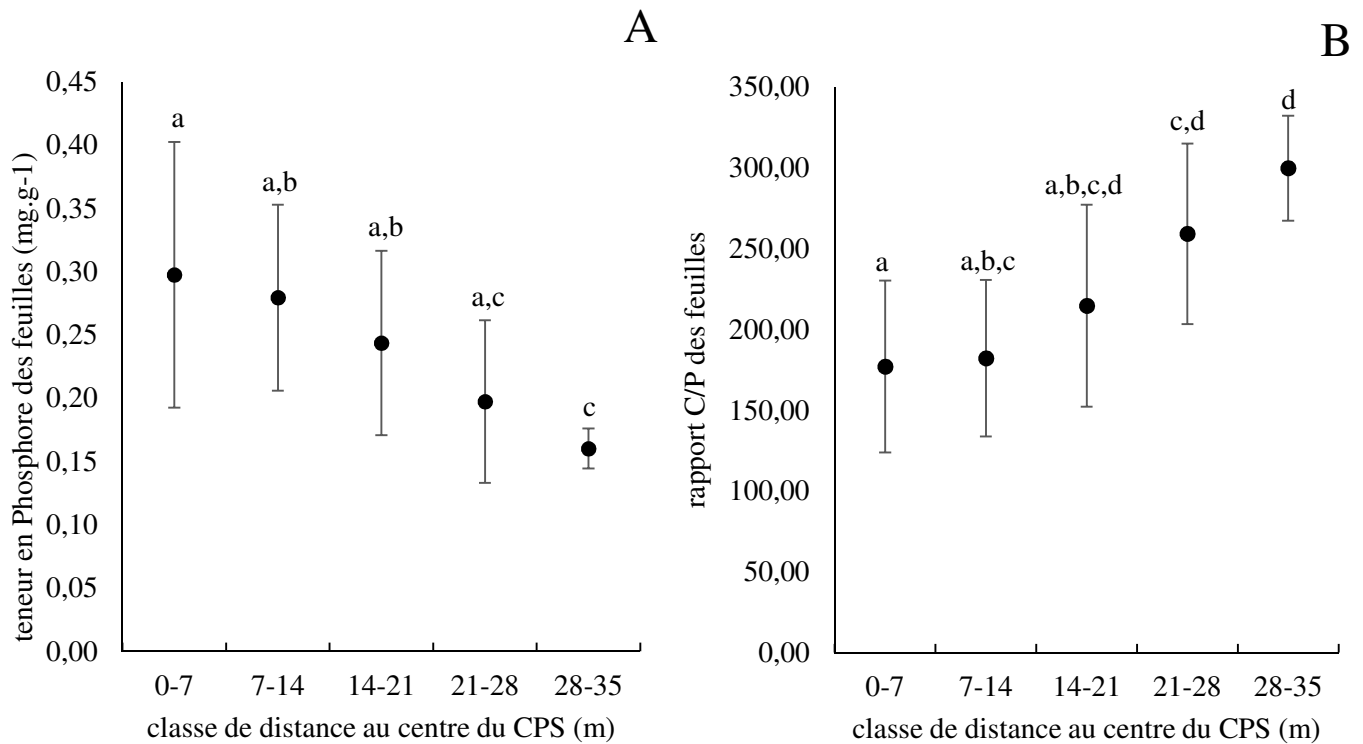 A
teneur en Phosphore des feuilles (mg.g-1)
0,45
0,40
0,35
0,30
0,25
0,20
0,15
0,10
0,05
0,00
a
a,b
a,b
a,c
c
0-7 7-14 14-21 21-28 28-35
classe de distance au centre du CPS (m)
B
rapport C/P des feuilles
350,00
300,00
250,00
200,00
150,00
100,00
50,00
0,00
a
a,b,c
a,b,c,d
c,d
d
0-7 7-14 14-21 21-28 28-35
classe de distance au centre du CPS (m)